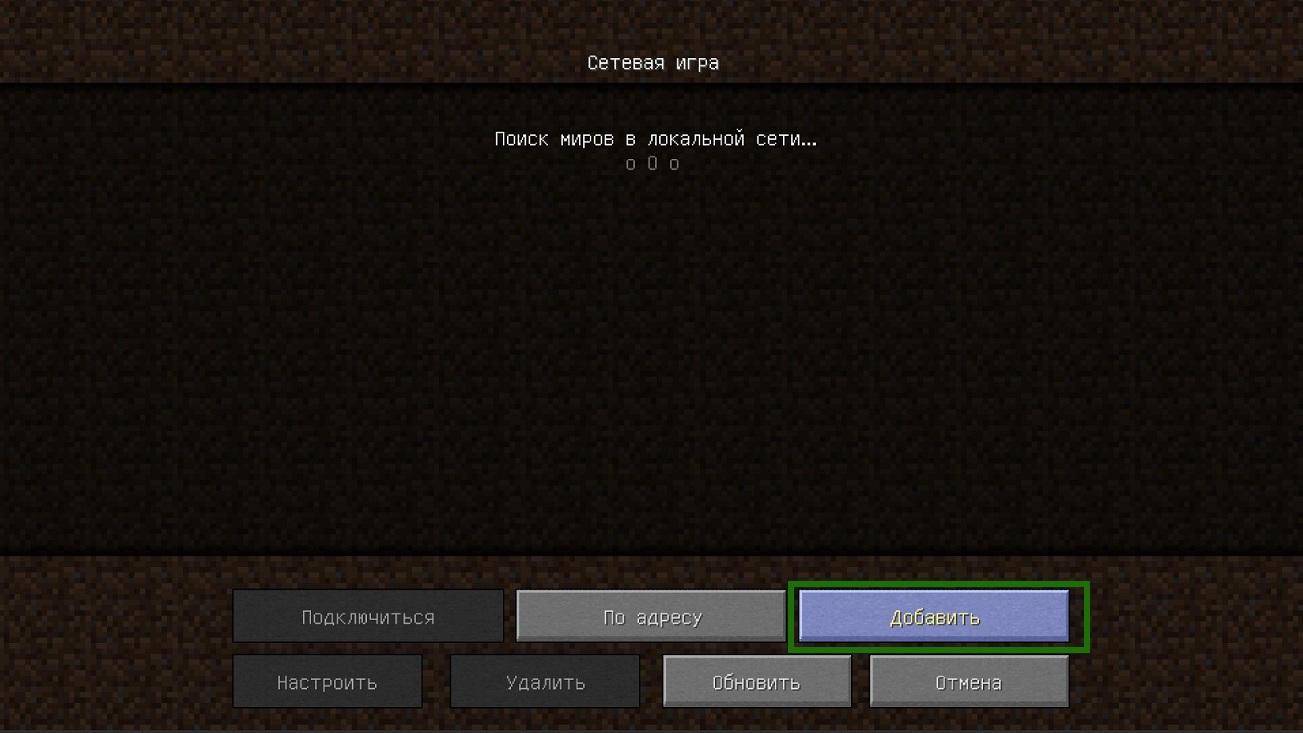 Сетевая игра
Поиск миров в локальной сети...
o O o
Подключиться
По адресу
Добавить
Настроить
Удалить
Обновить
Отмена